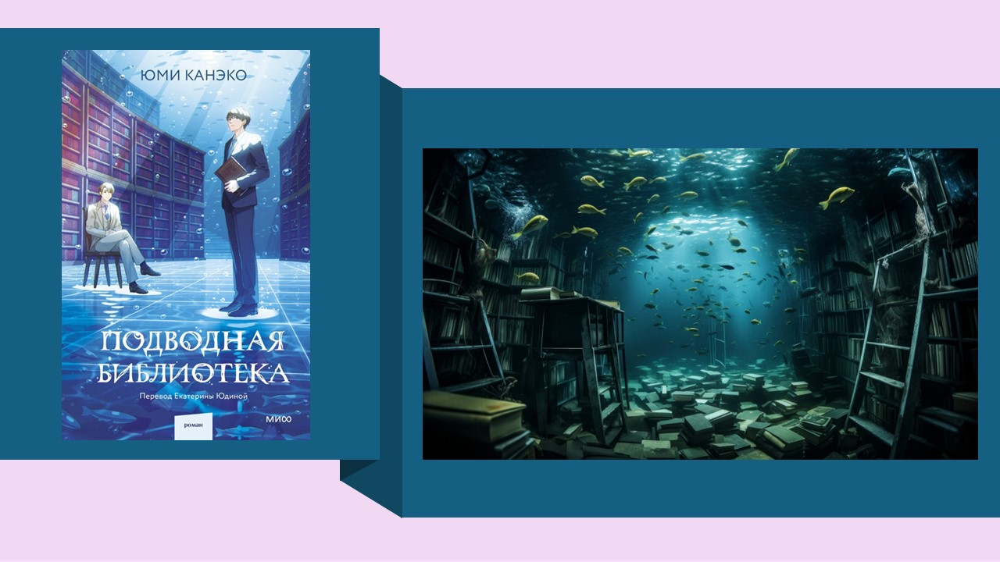 ЮМИ КАНЭКО
ПОДВОДНАЯ
БИБЛИОТЕКА
Перевод Екатерины Юдиной
роман
МИФ